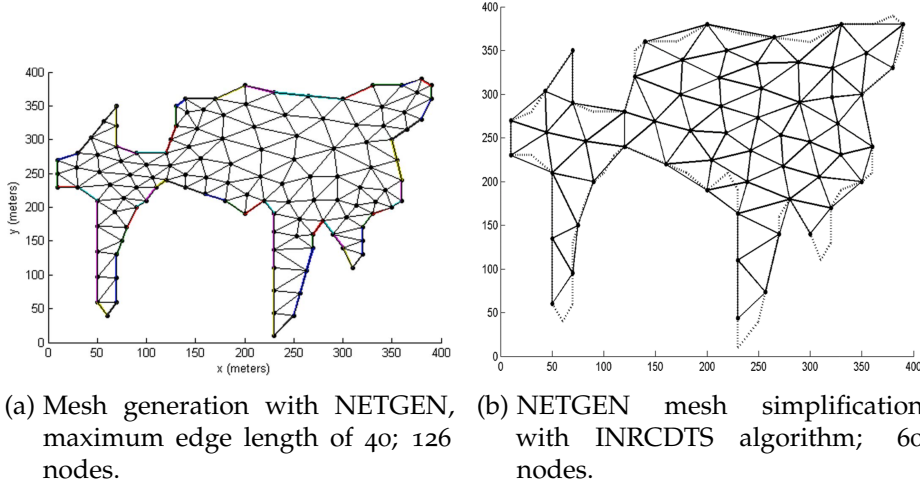 400
350
300
250
200
150
100
50
0
y (meters)
0 50 100 150 200 250 300 350 400
x (meters)
400
350
300
250
200
150
100
50
0
0 50 100 150 200 250 300 350 400
(a) Mesh generation with NETGEN,
maximum edge length of 40; 126
nodes.
(b) NETGEN mesh simplification
with INRCDTS algorithm; 60
nodes.